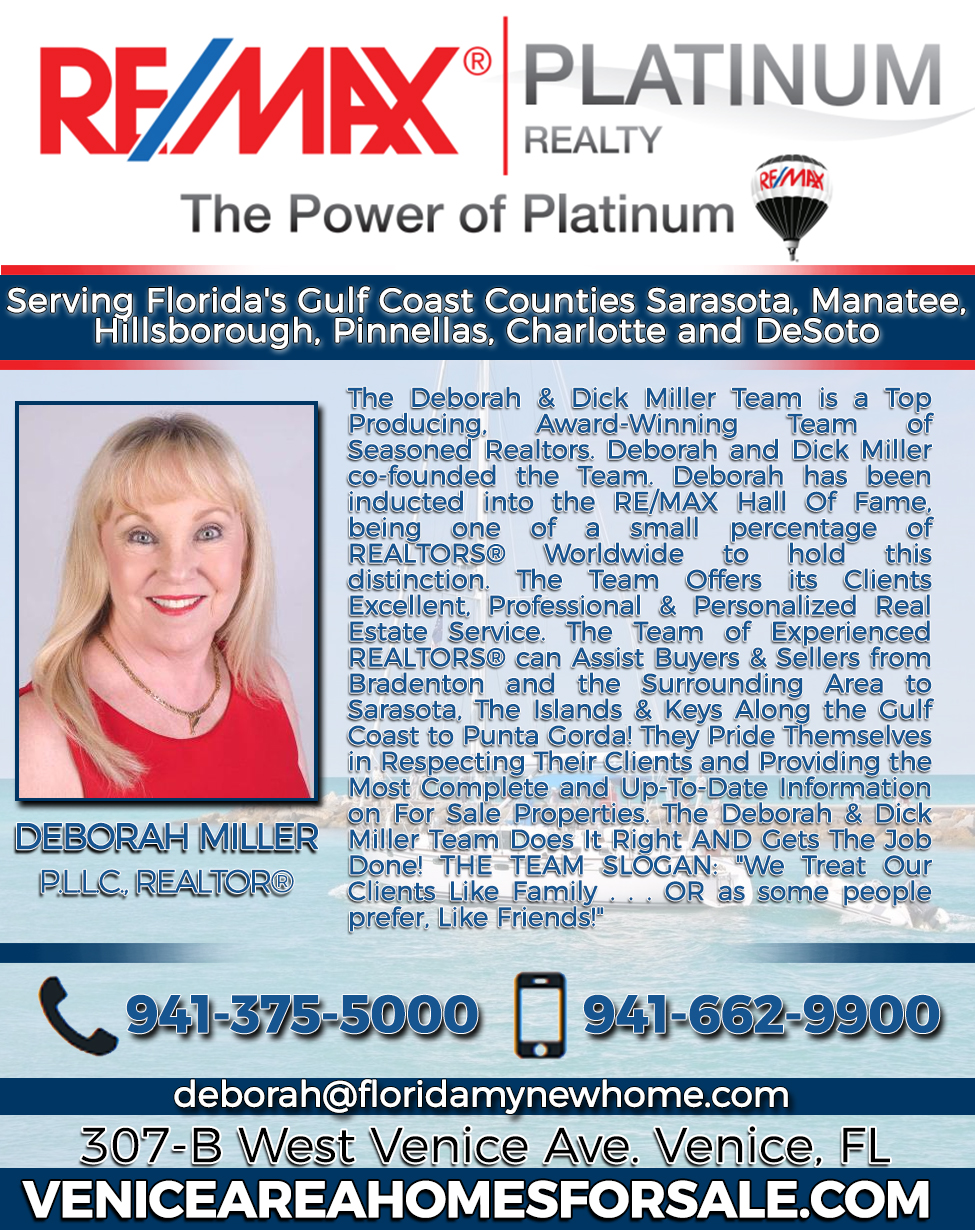 RE/MAX® PLATINUM
REALTY
The Power of Platinum
RE/MAX
Serving Florida's Gulf Coast Counties Sarasota, Manatee,
Hillsborough, Pinnellas, Charlotte and DeSoto
The Deborah & Dick Miller Team is a Top
Producing, Award-Winning Team of
Seasoned Realtors. Deborah and Dick Miller
co-founded the Team. Deborah has been
inducted into the RE/MAX Hall Of Fame,
being one of a small percentage of
REALTORS® Worldwide to hold this
distinction. The Team Offers its Clients
Excellent, Professional & Personalized Real
Estate Service. The Team of Experienced
REALTORS® can Assist Buyers & Sellers from
Bradenton and the Surrounding Area to
Sarasota, The Islands & Keys Along the Gulf
Coast to Punta Gorda! They Pride Themselves
in Respecting Their Clients and Providing the
Most Complete and Up-To-Date Information
on For Sale Properties. The Deborah & Dick
Miller Team Does It Right AND Gets The Job
Done! THE TEAM SLOGAN: "We Treat Our
Clients Like Family . . . OR as some people
prefer, Like Friends!"
DEBORAH MILLER
P.L.L.C., REALTOR®
941-375-5000
941-662-9900
deborah@floridamynewhome.com
307-B West Venice Ave. Venice, FL
VENICEAREAHOMESFORSALE.COM